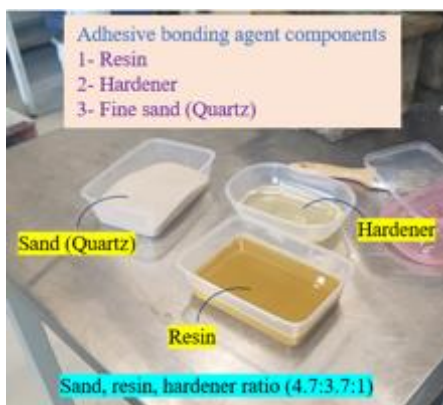 Adhesive bonding agent components
1- Resin
2- Hardener
3- Fine sand (Quartz)
Sand (Quartz)
Hardener
Resin
Sand, resin, hardener ratio (4.7:3.7:1)